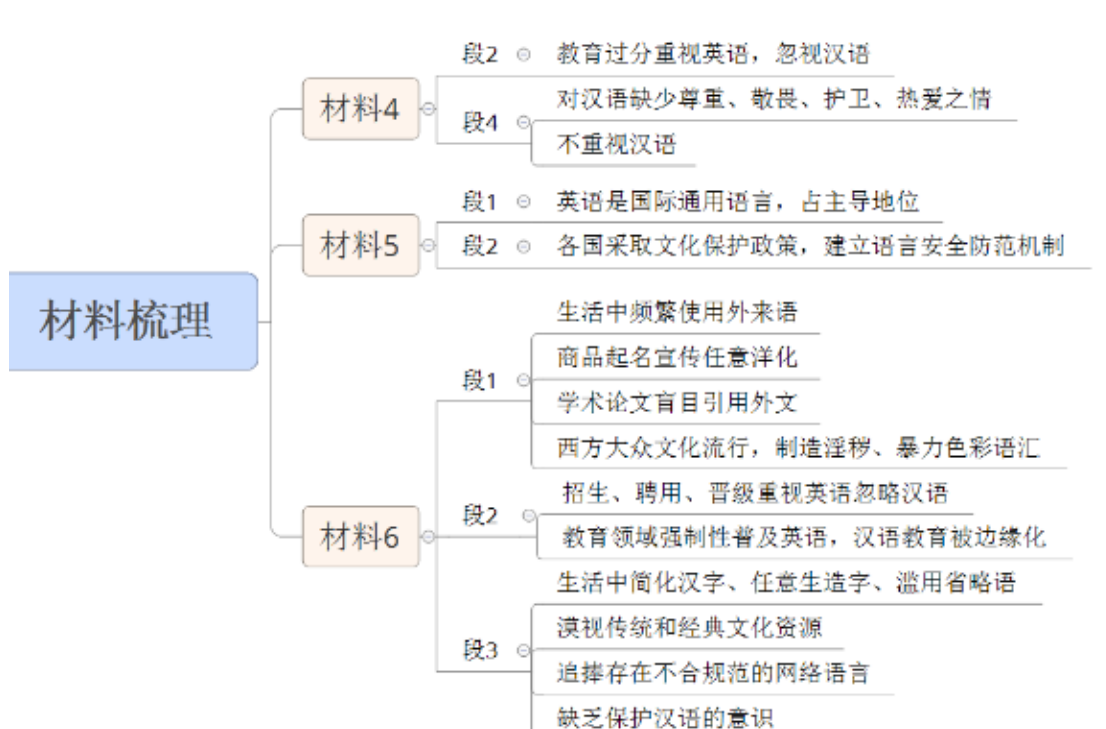 材料梳理
材料4
段2
教育过分重视英语，忽视汉语
段4
对汉语缺少尊重、敬畏、护卫、热爱之情
不重视汉语
材料5
段1
英语是国际通用语言，占主导地位
段2
各国采取文化保护政策，建立语言安全防范机制
材料6
段1
生活中频繁使用外来语
商品起名宣传任意洋化
学术论文盲目引用外文
西方大众文化流行，制造淫秽、暴力色彩语汇
段2
招生、聘用、晋级重视英语忽略汉语
教育领域强制性普及英语，汉语教育被边缘化
段3
生活中简化汉字、任意生造字、滥用省略语
漠视传统和经典文化资源
追捧存在不合规范的网络语言
缺乏保护汉语的意识